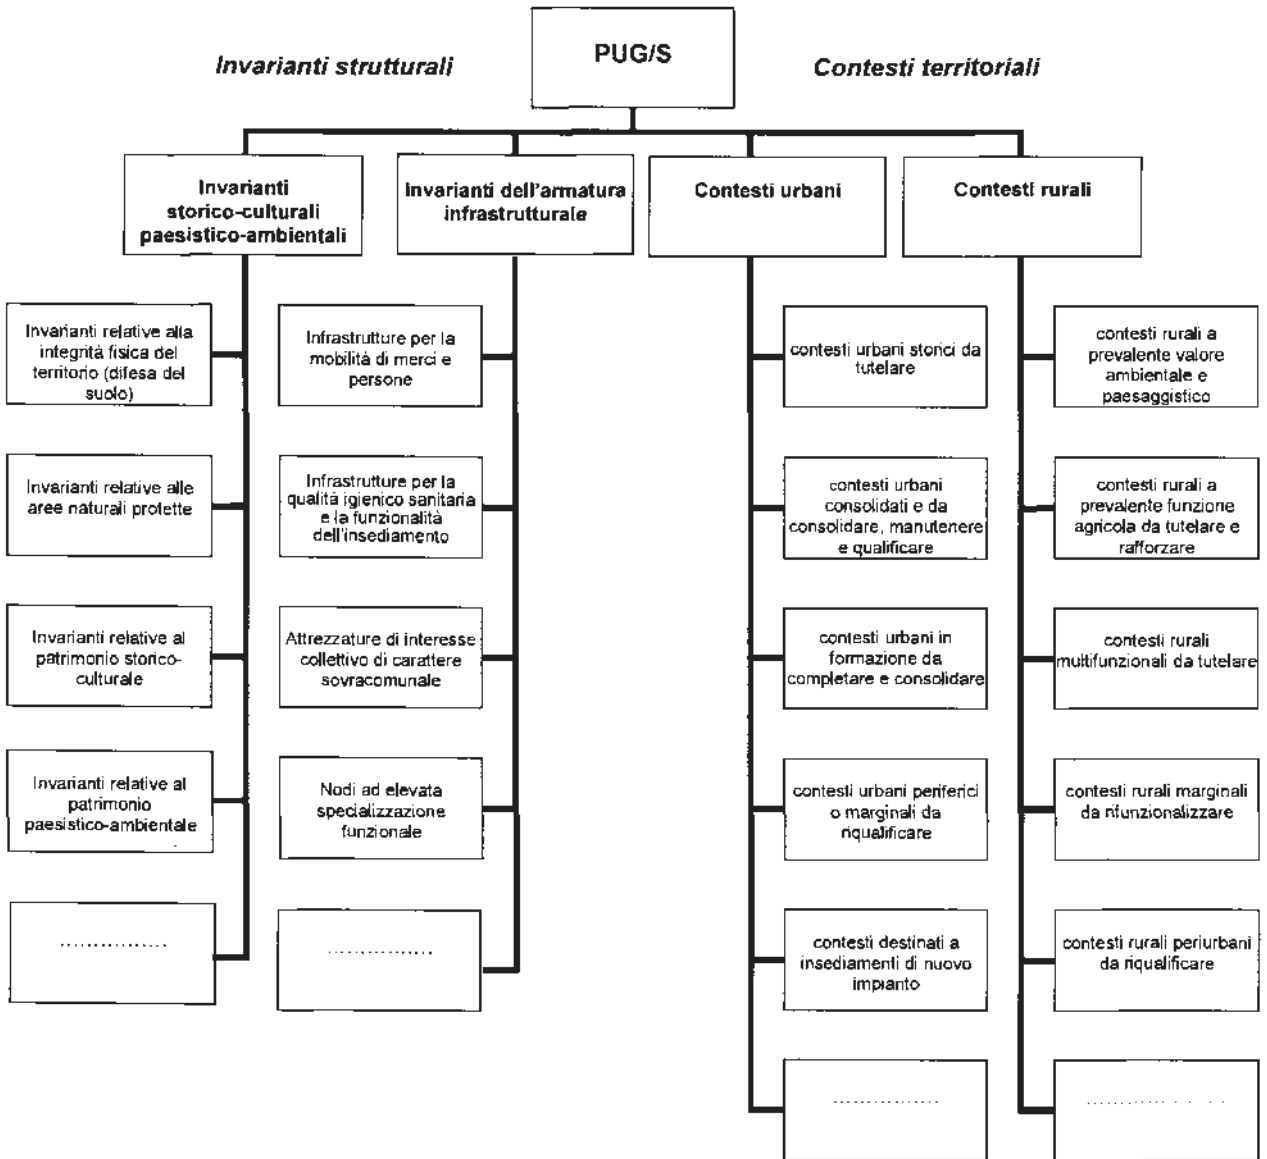 PUG/S
Invarianti strutturali
Contesti territoriali
Invarianti
storico-culturali
paesistico-ambientali
Invarianti dell'armatura
infrastrutturale
Contesti urbani
Contesti rurali
Invarianti relative alla
integrità fisica del
territorio (difesa del
suolo)
Invarianti relative alle
aree naturali protette
Invarianti relative al
patrimonio storico-
culturale
Invarianti relative al
patrimonio
paesistico-ambientale
..................
Infrastrutture per la
mobilità di merci e
persone
Infrastrutture per la
qualità igienico sanitaria
e la funzionalità
dell'insediamento
Attrezzature di interesse
collettivo di carattere
sovracomunale
Nodi ad elevata
specializzazione
funzionale
..................
contesti urbani storici da
tutelare
contesti urbani
consolidati e da
consolidare, manutenere
e qualificare
contesti urbani in
formazione da
completare e consolidare
contesti urbani periferici
o marginali da
riqualificare
contesti destinati a
insediamenti di nuovo
impianto
..................
contesti rurali a
prevalente valore
ambientale e
paesaggistico
contesti rurali a
prevalente funzione
agricola da tutelare e
rafforzare
contesti rurali
multifunzionali da tutelare
contesti rurali marginali
da rifunzionalizzare
contesti rurali periurbani
da riqualificare
..................